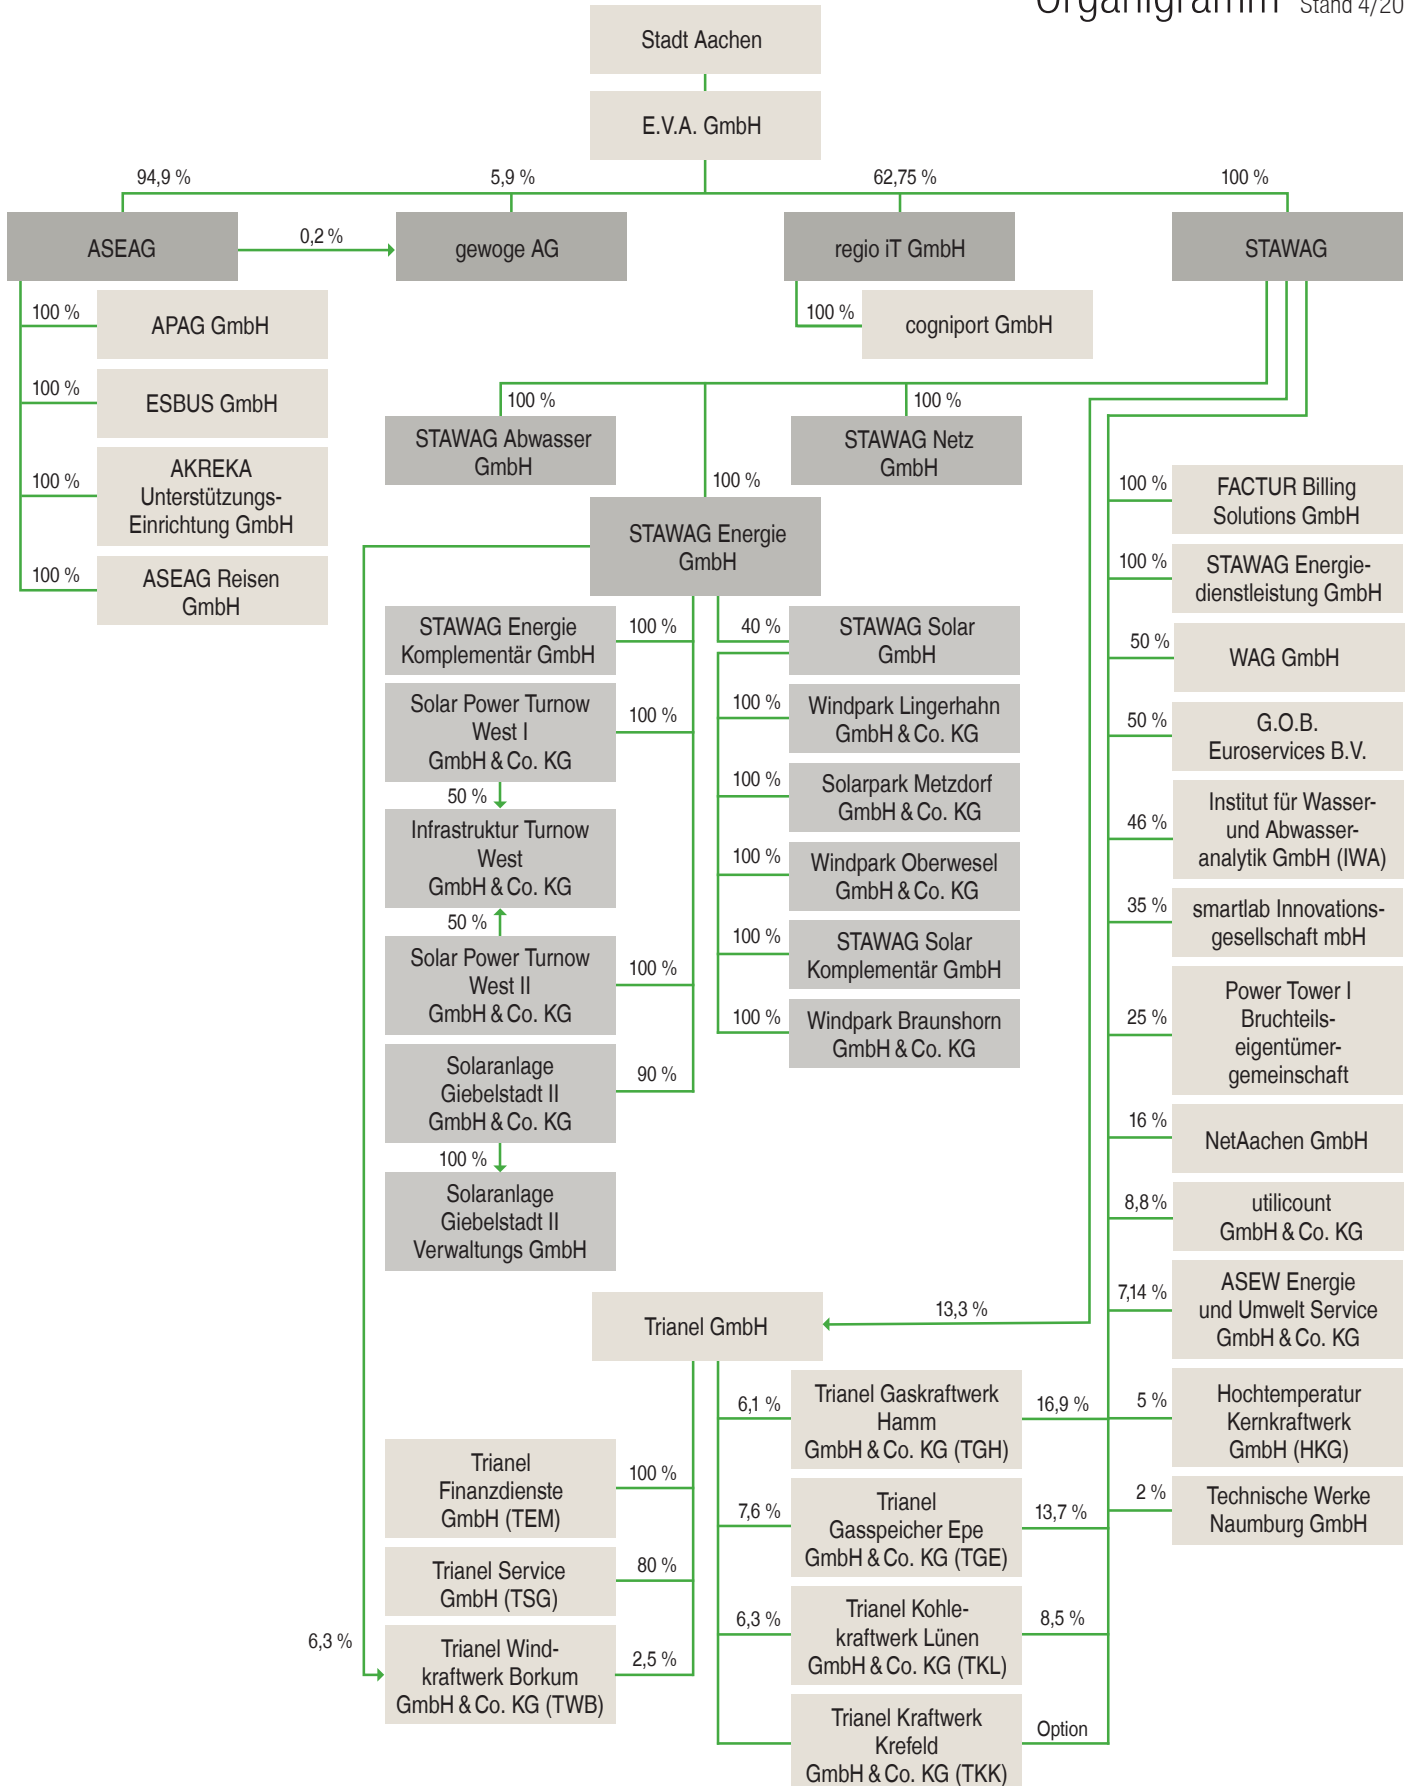 Organigramm Stand 4/20
Stadt Aachen
E.V.A. GmbH
94,9 %
5,9 %
62,75 %
100 %
ASEAG
0,2 %
gewoge AG
regio iT GmbH
STAWAG
100 %
APAG GmbH
100 %
cogniport GmbH
100 %
ESBUS GmbH
100 %
AKREKA
Unterstützungs-
Einrichtung GmbH
100 %
ASEAG Reisen
GmbH
100 %
STAWAG Abwasser
GmbH
100 %
STAWAG Netz
GmbH
100 %
STAWAG Energie
GmbH
STAWAG Energie
Komplementär GmbH
100 %
Solar Power Turnow
West I
GmbH & Co. KG
100 %
50 %
Infrastruktur Turnow
West
GmbH & Co. KG
50 %
Solar Power Turnow
West II
GmbH & Co. KG
100 %
Solaranlage
Giebelstadt II
GmbH & Co. KG
90 %
100 %
Solaranlage
Giebelstadt II
Verwaltungs GmbH
40 %
STAWAG Solar
GmbH
100 %
Windpark Lingerhahn
GmbH & Co. KG
100 %
Solarpark Metzdorf
GmbH & Co. KG
100 %
Windpark Oberwesel
GmbH & Co. KG
100 %
STAWAG Solar
Komplementär GmbH
100 %
Windpark Braunshorn
GmbH & Co. KG
100 %
FACTUR Billing
Solutions GmbH
100 %
STAWAG Energie-
dienstleistung GmbH
50 %
WAG GmbH
50 %
G.O.B.
Euroservices B.V.
46 %
Institut für Wasser-
und Abwasser-
analytik GmbH (IWA)
35 %
smartlab Innovations-
gesellschaft mbH
25 %
Power Tower I
Bruchteils-
eigentümer-
gemeinschaft
16 %
NetAachen GmbH
8,8 %
utilicount
GmbH & Co. KG
7,14 %
ASEW Energie
und Umwelt Service
GmbH & Co. KG
5 %
Hochtemperatur
Kernkraftwerk
GmbH (HKG)
2 %
Technische Werke
Naumburg GmbH
Trianel GmbH
13,3 %
Trianel
Finanzdienste
GmbH (TEM)
100 %
Trianel Service
GmbH (TSG)
80 %
6,3 %
Trianel Wind-
kraftwerk Borkum
GmbH & Co. KG (TWB)
2,5 %
6,1 %
Trianel Gaskraftwerk
Hamm
GmbH & Co. KG (TGH)
16,9 %
7,6 %
Trianel
Gasspeicher Epe
GmbH & Co. KG (TGE)
13,7 %
6,3 %
Trianel Kohle-
kraftwerk Lünen
GmbH & Co. KG (TKL)
8,5 %
Trianel Kraftwerk
Krefeld
GmbH & Co. KG (TKK)
Option